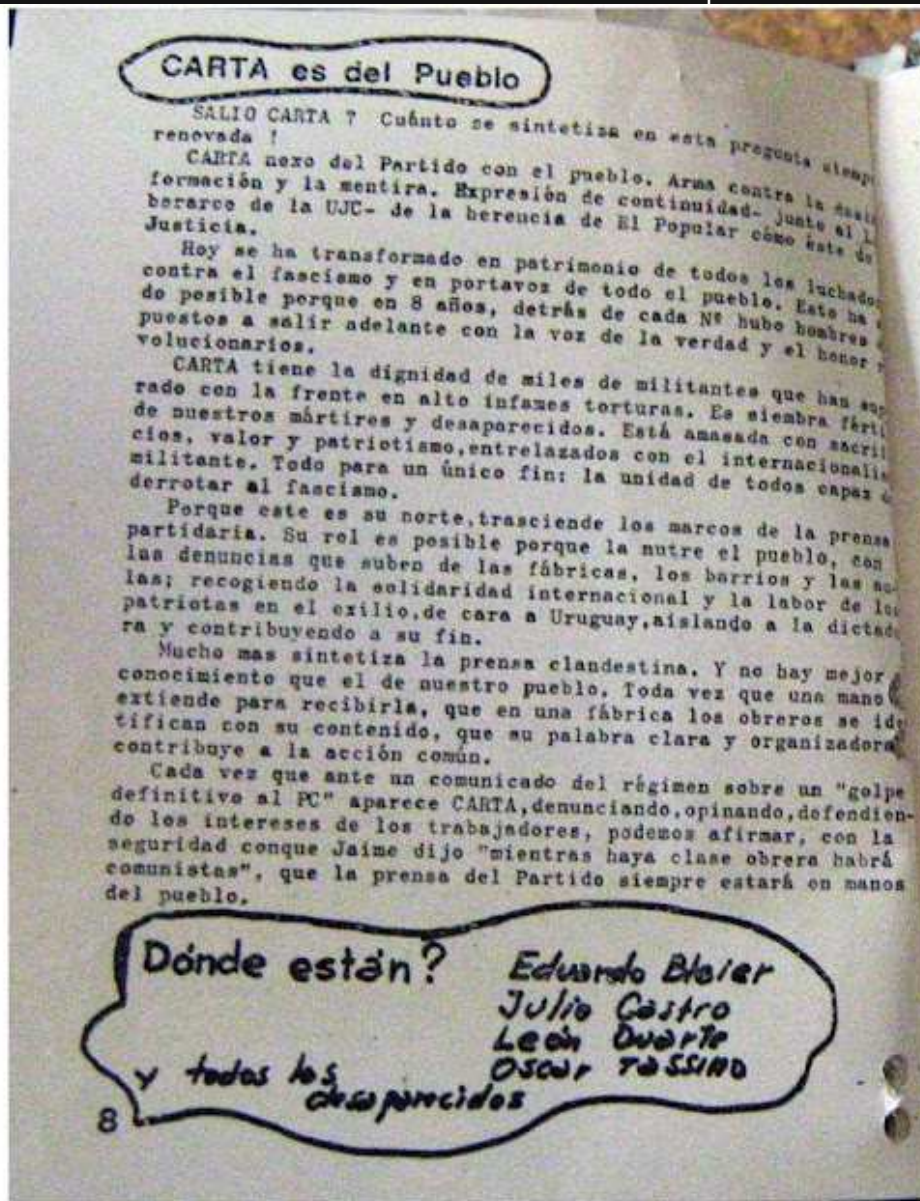 CARTA es del Pueblo
SALIO CARTA ? Cuánto se sintetiza en esta pregunta siemp
renovada !
CARTA nexo del Partido con el pueblo. Arma contra la desin
formación y la mentira. Expresión de continuidad- junto al Li
berarce de la UJC- de la herencia de El Popular como éste de
Justicia.
Hoy se ha transformado en patrimonio de todos los luchado
contra el fascismo y en portavoz de todo el pueblo. Esto ha
do posible porque en 8 años, detrás de cada Nº hubo hombres
puestos a salir adelante con la voz de la verdad y el honor
volucionarios.
CARTA tiene la dignidad de miles de militantes que han sup
rado con la frente en alto infames torturas. Es siembra férti
de nuestros mártires y desaparecidos. Está amasada con sacri
cios, valor y patriotismo,entrelazados con el internacionalis
militante. Todo para un único fin: la unidad de todos capaz
derrotar al fascismo.
Porque este es su norte,trasciende los marcos de la prensa
partidaria. Su rol es posible porque la nutre el pueblo, con
las denuncias que suben de las fábricas, los barrios y las au-
las; recogiendo la solidaridad internacional y la labor de los
patriotas en el exilio,de cara a Uruguay,aislando a la dictadu
ra y contribuyendo a su fin.
Mucho mas sintetiza la prensa clandestina. Y no hay mejor
conocimiento que el de nuestro pueblo. Toda vez que una mano
extiende para recibirla, que en una fábrica los obreros se ide
tifican con su contenido, que su palabra clara y organizadora
contribuye a la acción común.
Cada vez que ante un comunicado del régimen sobre un "golpe
definitivo al PC" aparece CARTA,denunciando,opinando,defendien-
do los intereses de los trabajadores, podemos afirmar, con la
seguridad conque Jaime dijo "mientras haya clase obrera habrá
comunistas", que la prensa del Partido siempre estará en manos
del pueblo.
Dónde están?
Eduardo Bleier
Julio Castro
León Duarte
Oscar Tassino
y todos los
desaparecidos
8